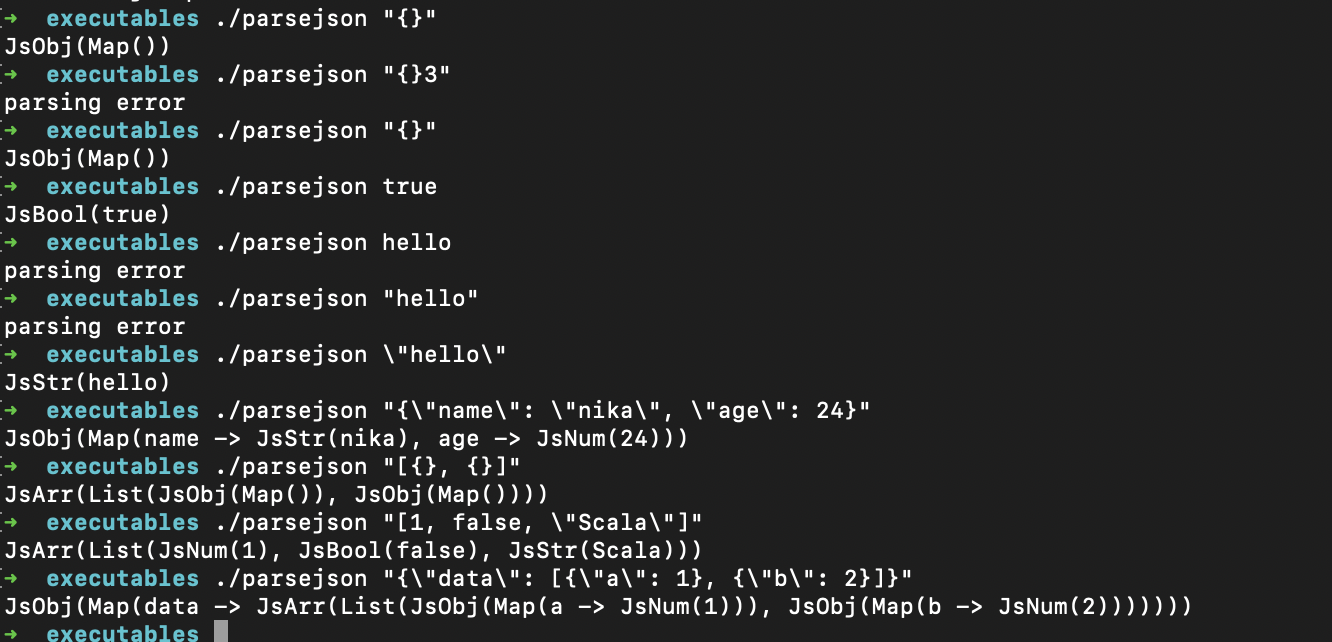 ➜  executables ./parsejson "{}"
JsObj(Map())
➜  executables ./parsejson "{}3"
parsing error
➜  executables ./parsejson "{}"
JsObj(Map())
➜  executables ./parsejson true
JsBool(true)
➜  executables ./parsejson hello
parsing error
➜  executables ./parsejson "hello"
parsing error
➜  executables ./parsejson \"hello\"
JsStr(hello)
➜  executables ./parsejson "{\"name\": \"nika\", \"age\": 24}"
JsObj(Map(name -> JsStr(nika), age -> JsNum(24)))
➜  executables ./parsejson "[{}, {}]"
JsArr(List(JsObj(Map()), JsObj(Map())))
➜  executables ./parsejson "[1, false, \"Scala\"]"
JsArr(List(JsNum(1), JsBool(false), JsStr(Scala)))
➜  executables ./parsejson "{\"data\": [{\"a\": 1}, {\"b\": 2}]}"
JsObj(Map(data -> JsArr(List(JsObj(Map(a -> JsNum(1))), JsObj(Map(b -> JsNum(2)))))))
➜  executables